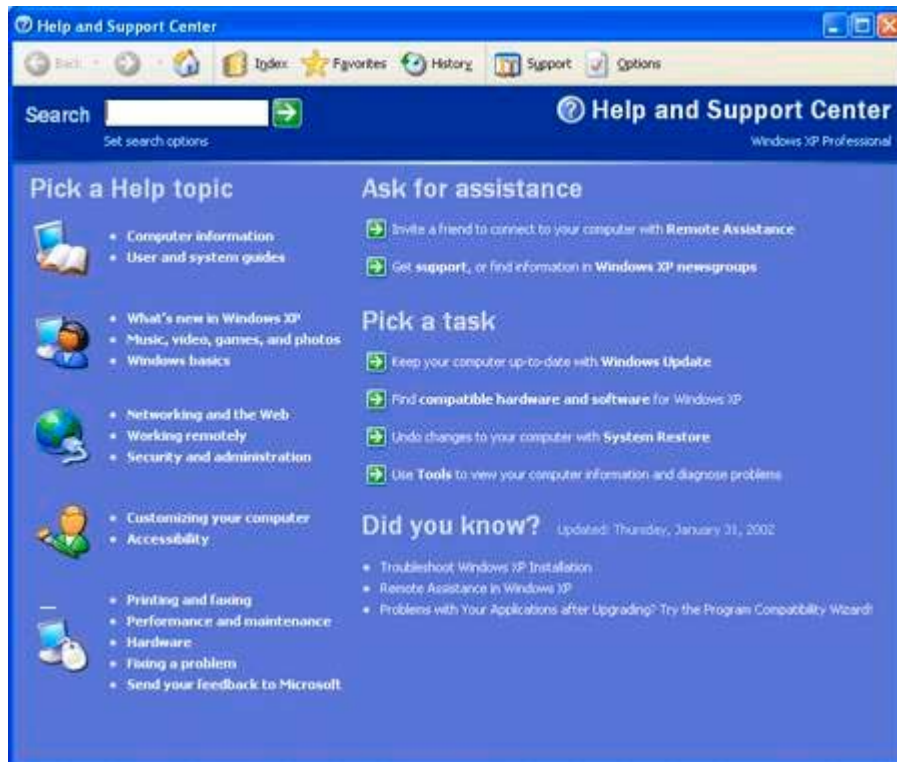 Help and Support Center
Back
Index
Favorites
History
Support
Options
Search
Set search options
Help and Support Center
Windows XP Professional
Pick a Help topic
Computer information
User and system guides
What's new in Windows XP
Music, video, games, and photos
Windows basics
Networking and the Web
Working remotely
Security and administration
Customizing your computer
Accessibility
Printing and faxing
Performance and maintenance
Hardware
Fixing a problem
Send your feedback to Microsoft
Ask for assistance
Invite a friend to connect to your computer with Remote Assistance
Get support, or find information in Windows XP newsgroups
Pick a task
Keep your computer up-to-date with Windows Update
Find compatible hardware and software for Windows XP
Undo changes to your computer with System Restore
Use Tools to view your computer information and diagnose problems
Did you know? Updated: Thursday, January 31, 2002
Troubleshoot Windows XP Installation
Remote Assistance in Windows XP
Problems with Your Applications after Upgrading? Try the Program Compatibility Wizard!